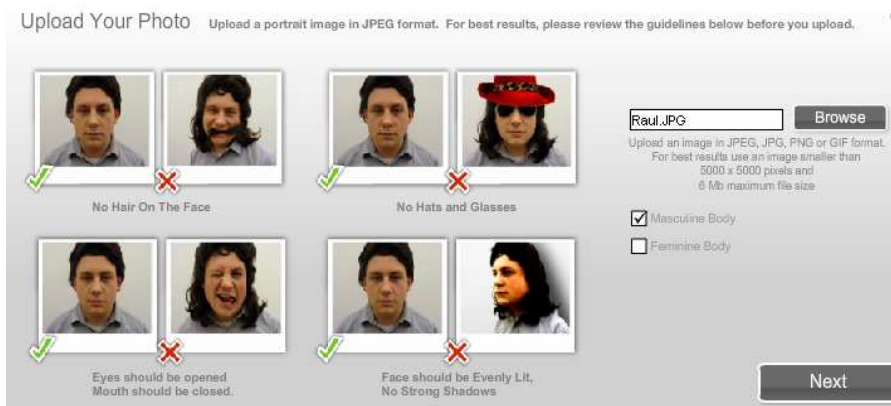 Upload Your Photo
Upload a portrait image in JPEG format. For best results, please review the guidelines below before you upload.
No Hair On The Face
No Hats and Glasses
Raul.JPG
Browse
Upload an image in JPEG, JPG, PNG or GIF format.
For best results use an image smaller than
5000 x 5000 pixels and
6 Mb maximum file size
Masculine Body
Feminine Body
Eyes should be opened
Mouth should be closed.
Face should be Evenly Lit,
No Strong Shadows
Next